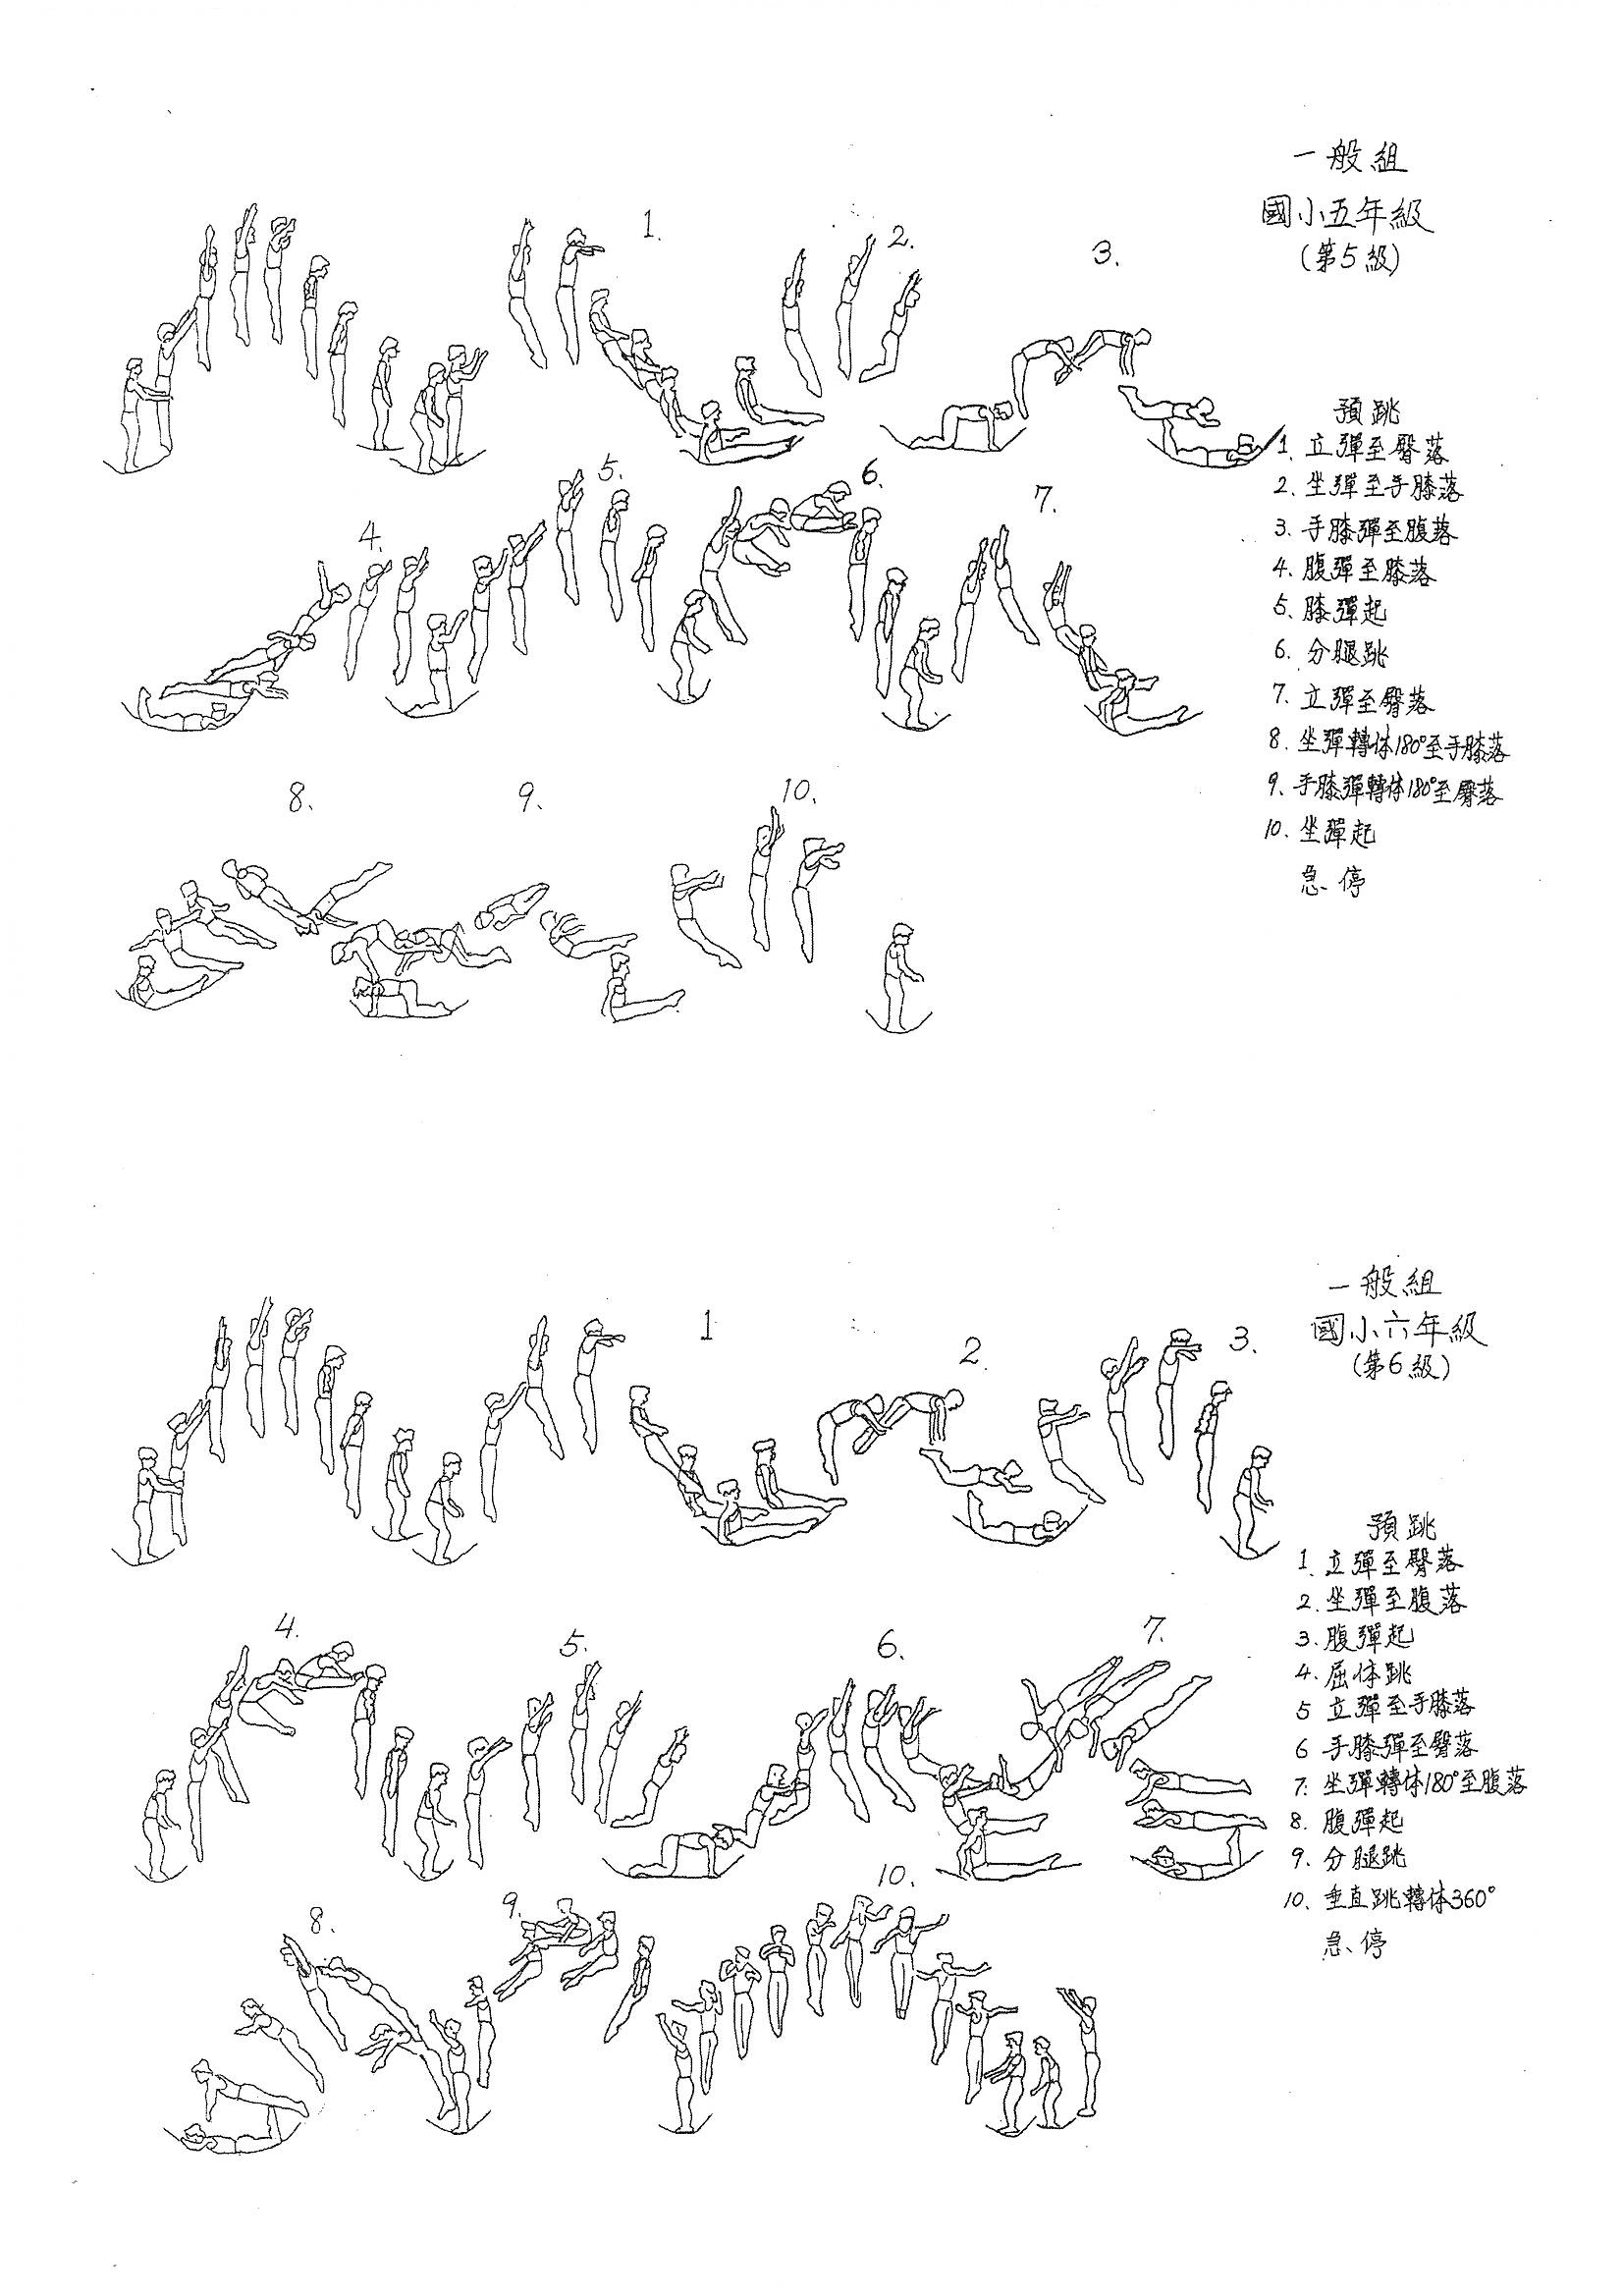 一般組
國小五年級
(第5級)
1.
2.
3.
預跳
1. 立彈至臀落
2. 坐彈至手膝落
3. 手膝彈至腹落
4. 腹彈至膝落
5. 膝彈起
6. 分腿跳
7. 立彈至臀落
8. 坐彈轉体180°至手膝落
9. 手膝彈轉体180°至臀落
10. 坐彈起
急停
4.
5.
6.
7.
8.
9.
10.
一般組
國小六年級
(第6級)
1
2.
3.
預跳
1. 立彈至臀落
2. 坐彈至腹落
3. 腹彈起
4. 屈体跳
5 立彈至手膝落
6 手膝彈至臀落
7. 坐彈轉体180°至腹落
8. 腹彈起
9. 分腿跳
10. 垂直跳轉体360°
急停
4.
5.
6.
7.
8.
9.
10.